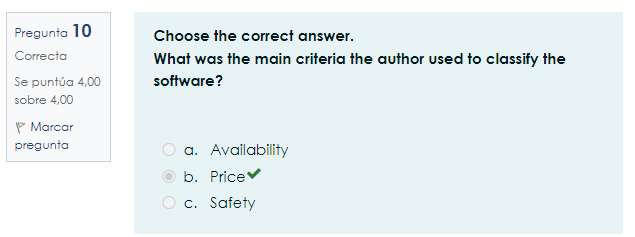 Pregunta 10
Correcta
Se puntúa 4,00
sobre 4,00
Marcar
pregunta
Choose the correct answer.
What was the main criteria the author used to classify the
software?
a. Availability
b. Price
c. Safety